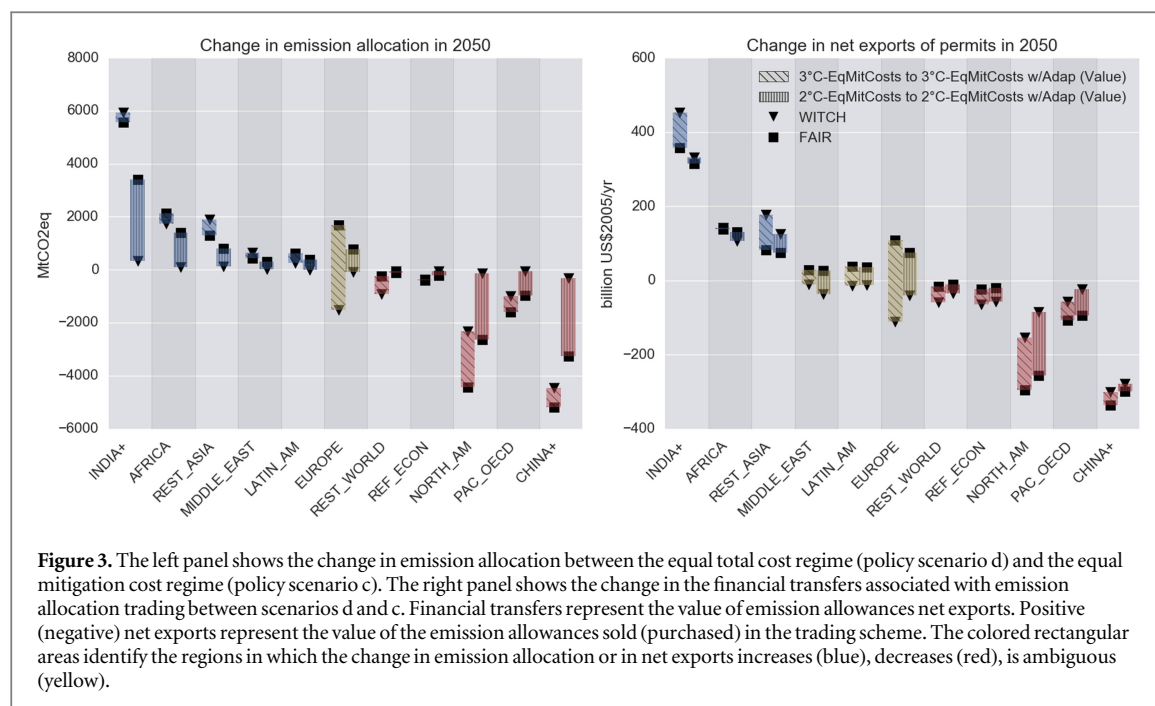 Change in emission allocation in 2050
8000
6000
4000
2000
0
−2000
−4000
−6000
MtCO2eq
INDIA+
AFRICA
REST_ASIA
MIDDLE_EAST
LATIN_AM
EUROPE
REST_WORLD
REF_ECON
NORTH_AM
PAC_OECD
CHINA+
Change in net exports of permits in 2050
600
400
200
0
−200
−400
billion US$2005/yr
3°C-EqMitCosts to 3°C-EqMitCosts w/Adap (Value)
2°C-EqMitCosts to 2°C-EqMitCosts w/Adap (Value)
WITCH
FAIR
INDIA+
AFRICA
REST_ASIA
MIDDLE_EAST
LATIN_AM
EUROPE
REST_WORLD
REF_ECON
NORTH_AM
PAC_OECD
CHINA+
Figure 3. The left panel shows the change in emission allocation between the equal total cost regime (policy scenario d) and the equal
mitigation cost regime (policy scenario c). The right panel shows the change in the financial transfers associated with emission
allocation trading between scenarios d and c. Financial transfers represent the value of emission allowances net exports. Positive
(negative) net exports represent the value of the emission allowances sold (purchased) in the trading scheme. The colored rectangular
areas identify the regions in which the change in emission allocation or in net exports increases (blue), decreases (red), is ambiguous
(yellow).